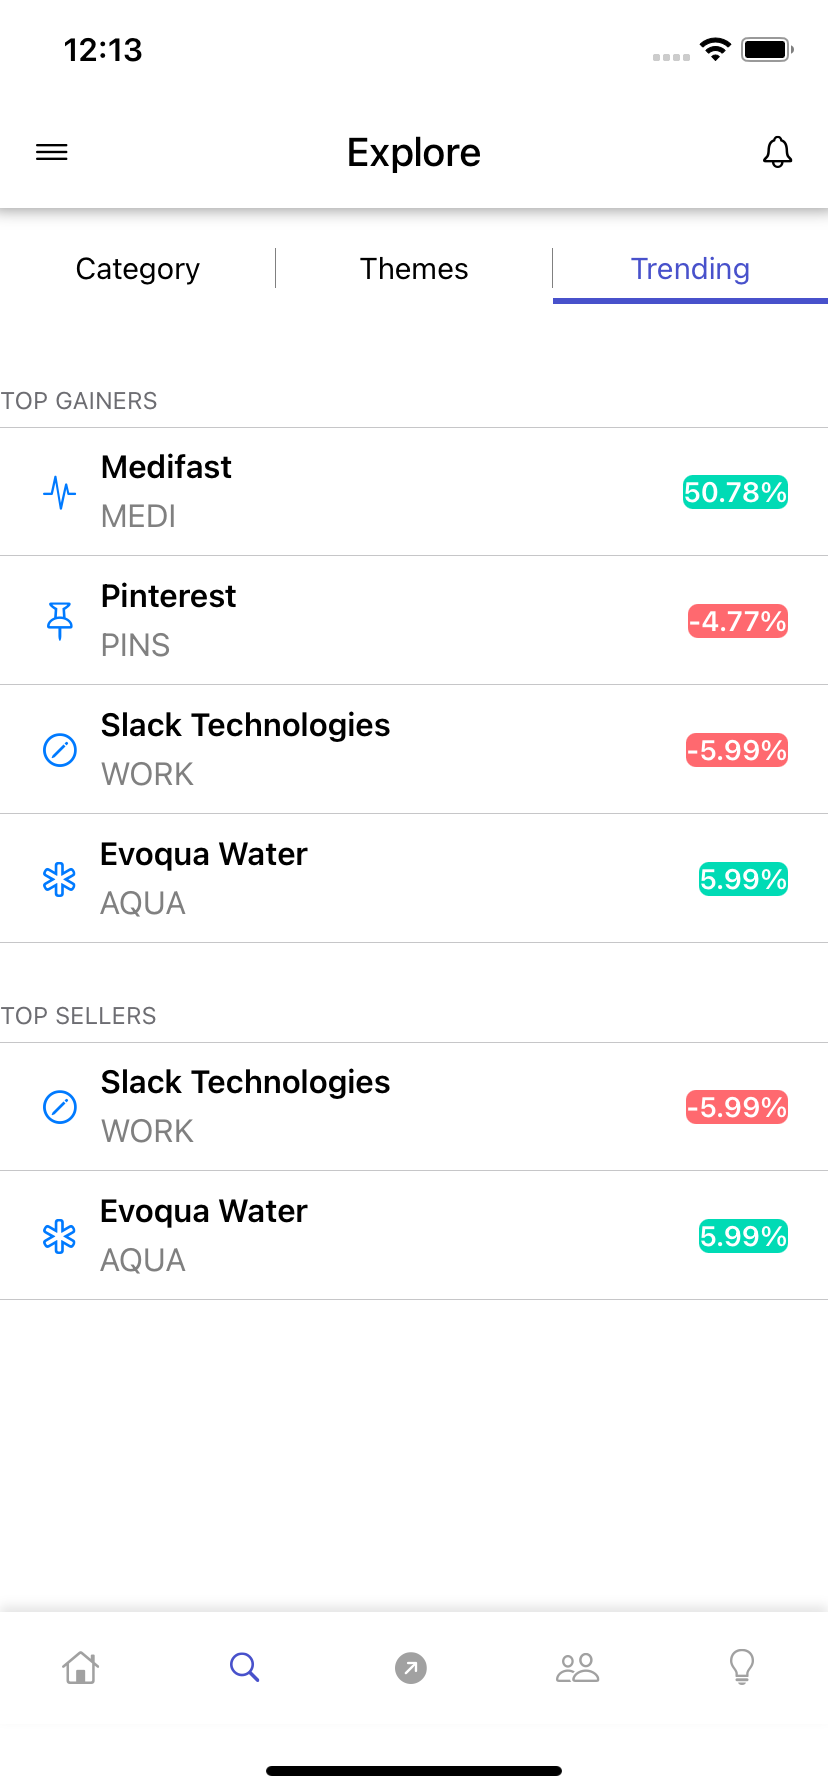 12:13
Explore
Category Themes Trending
TOP GAINERS
Medifast
MEDI
50.78%
Pinterest
PINS
-4.77%
Slack Technologies
WORK
-5.99%
Evoqua Water
AQUA
5.99%
TOP SELLERS
Slack Technologies
WORK
-5.99%
Evoqua Water
AQUA
5.99%